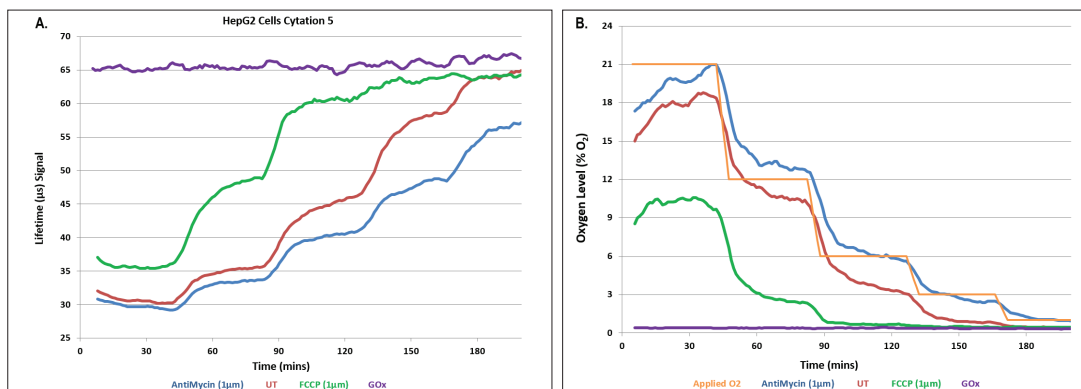 A.
HepG2 Cells Cytation 5
70
65
60
55
50
45
40
35
30
25
Lifetime (µs) Signal
0 30 60 90 120 150 180
Time (mins)
AntiMycin (1µm) UT FCCP (1µm) GOx
B.
24
21
18
15
12
9
6
3
0
Oxygen Level (% O₂)
0 30 60 90 120 150 180
Time (mins)
Applied O2 AntiMycin (1µm) UT FCCP (1µm) GOx